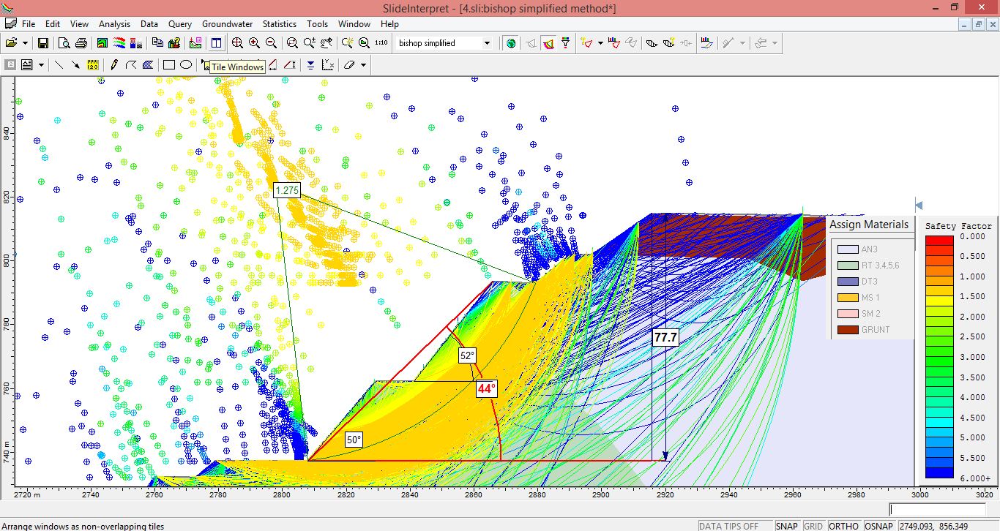 SlideInterpret - [4.sli:bishop simplified method*]
File Edit View Analysis Data Query Groundwater Statistics Tools Window Help
1:10 bishop simplified
123
Tile Windows
840
820
800
780
760
740 m
1.275
52°
44°
50°
77.7
Assign Materials
AN3
RT 3,4,5,6
DT3
MS 1
SM 2
GRUNT
Safety Factor
0.000
0.500
1.000
1.500
2.000
2.500
3.000
3.500
4.000
4.500
5.000
5.500
6.000+
2720 m 2740 2760 2780 2800 2820 2840 2860 2880 2900 2920 2940 2960 2980 3000 3020
Arrange windows as non-overlapping tiles
DATA TIPS OFF SNAP GRID ORTHO OSNAP 2749.093, 856.349